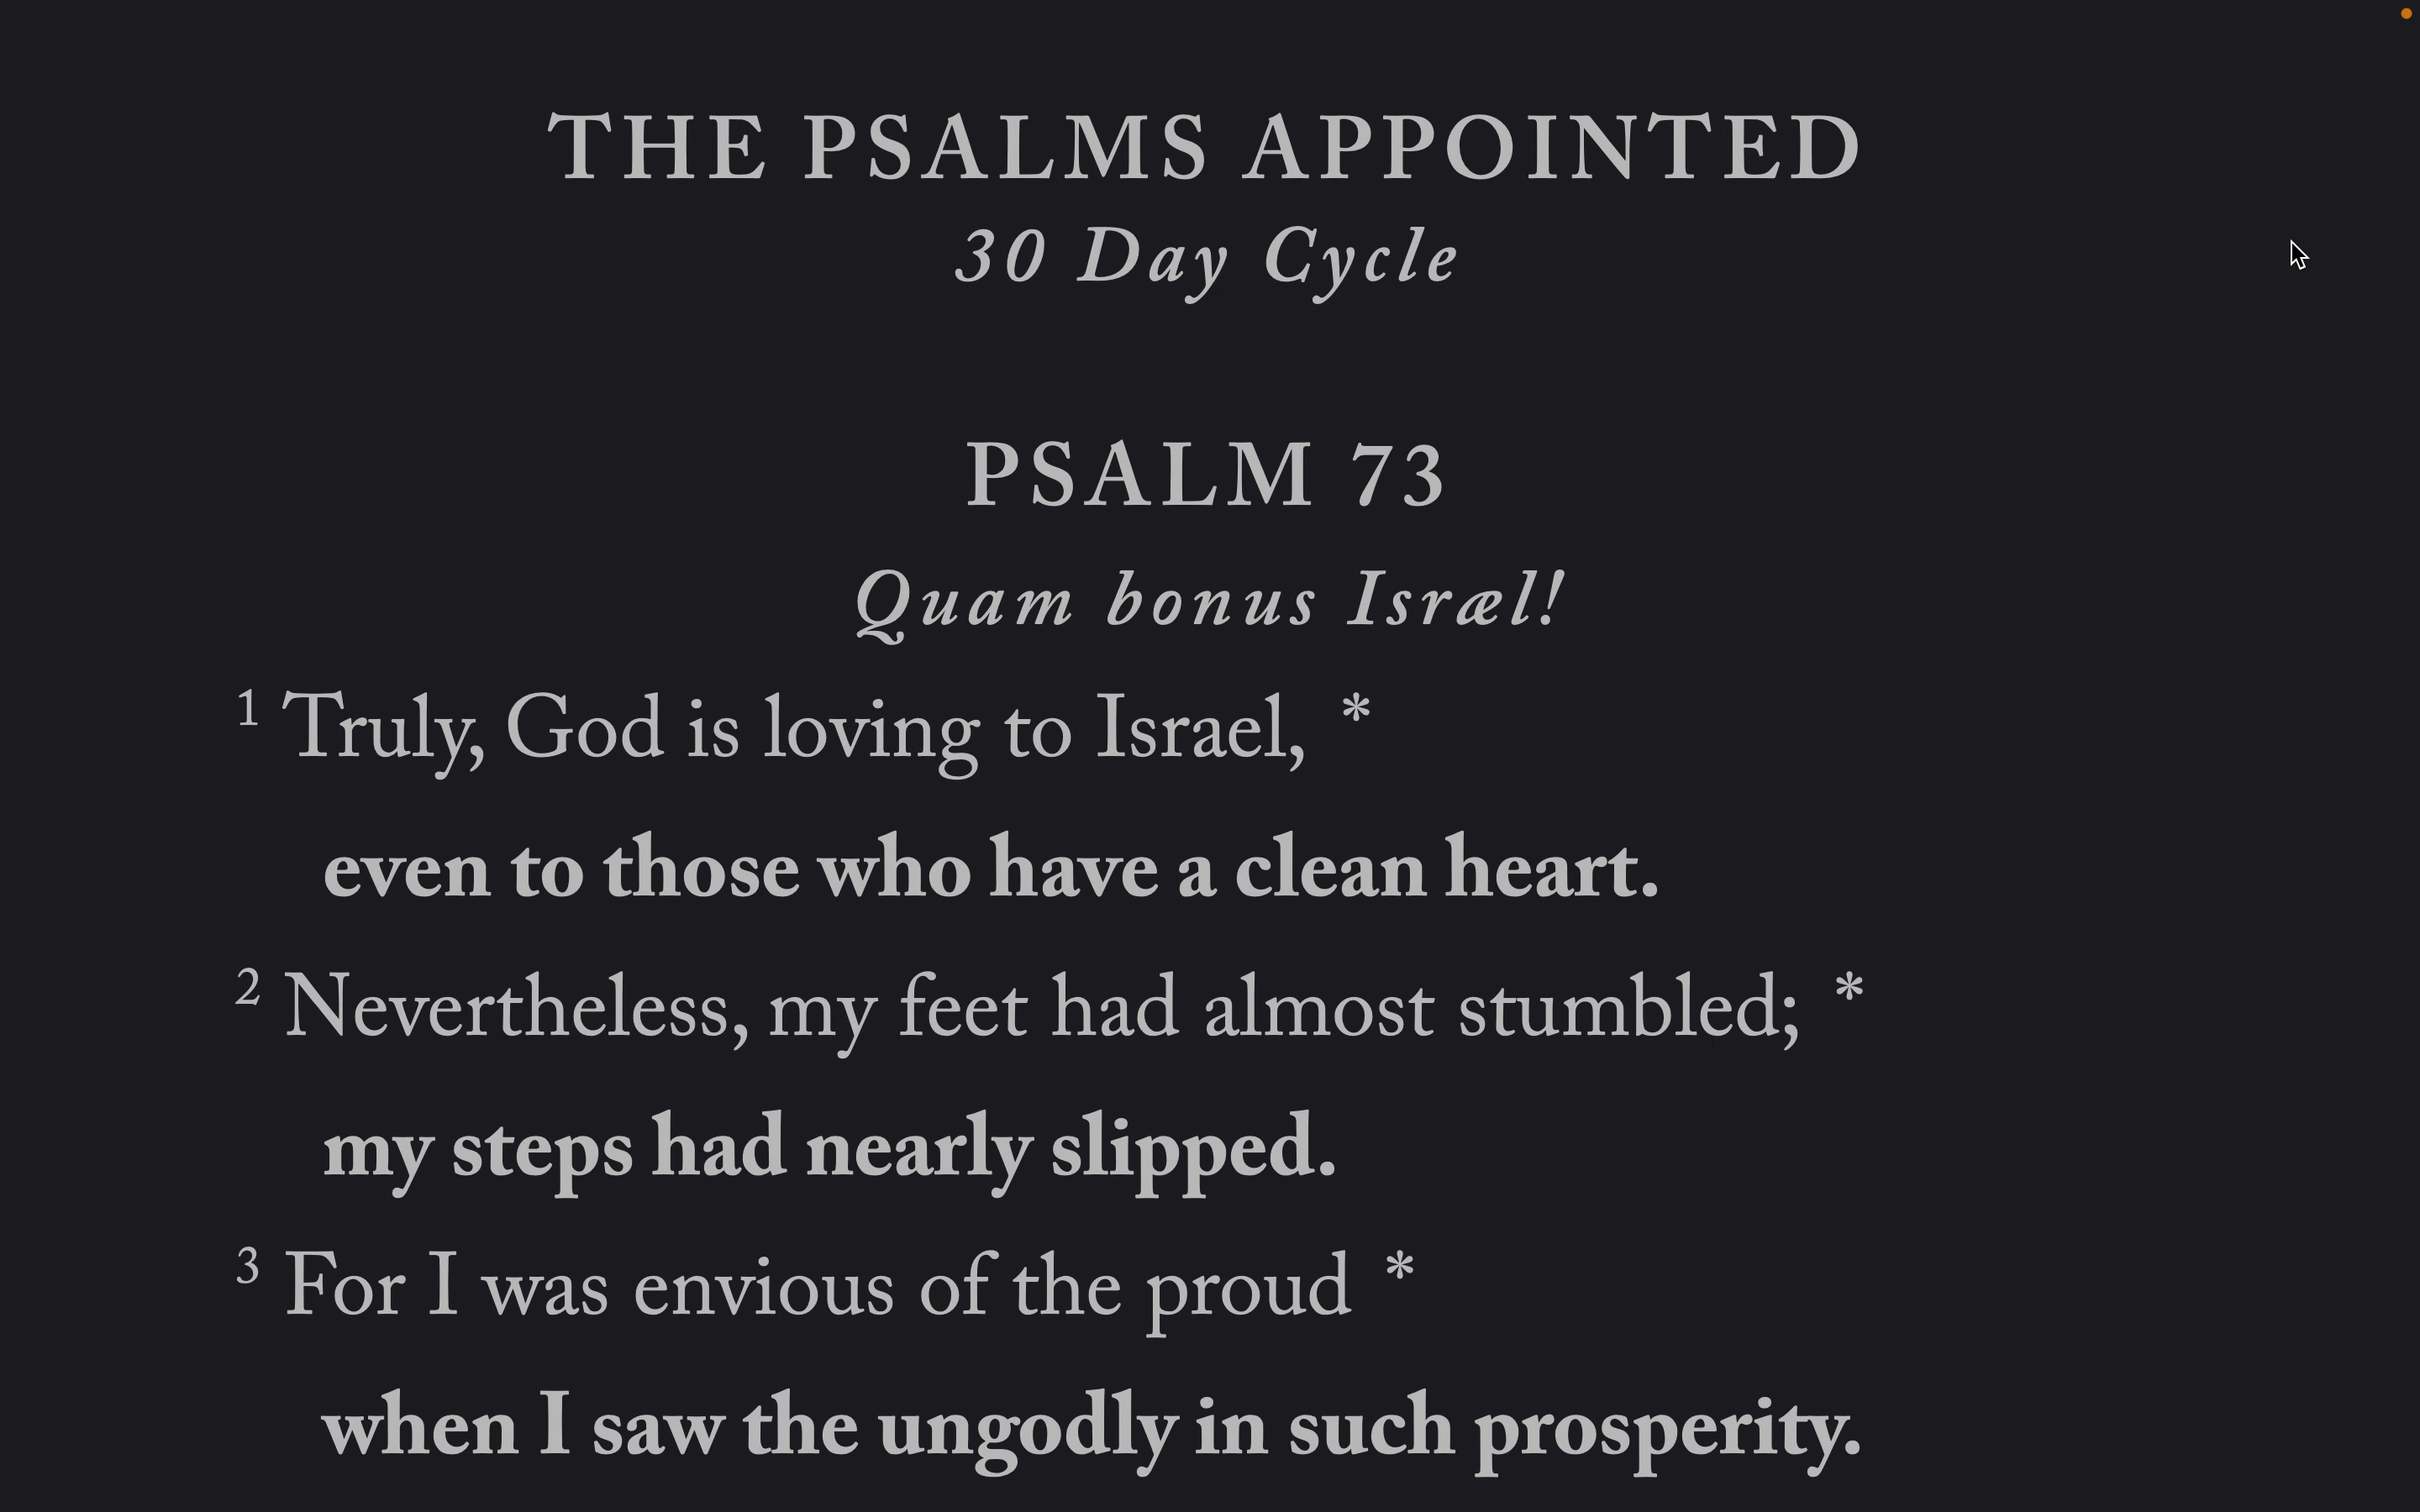 THE PSALMS APPOINTED
30 Day Cycle
PSALM 73
Quam bonus Isræl!
1 Truly, God is loving to Israel, *
even to those who have a clean heart.
2 Nevertheless, my feet had almost stumbled; *
my steps had nearly slipped.
3 For I was envious of the proud *
when I saw the ungodly in such prosperity.